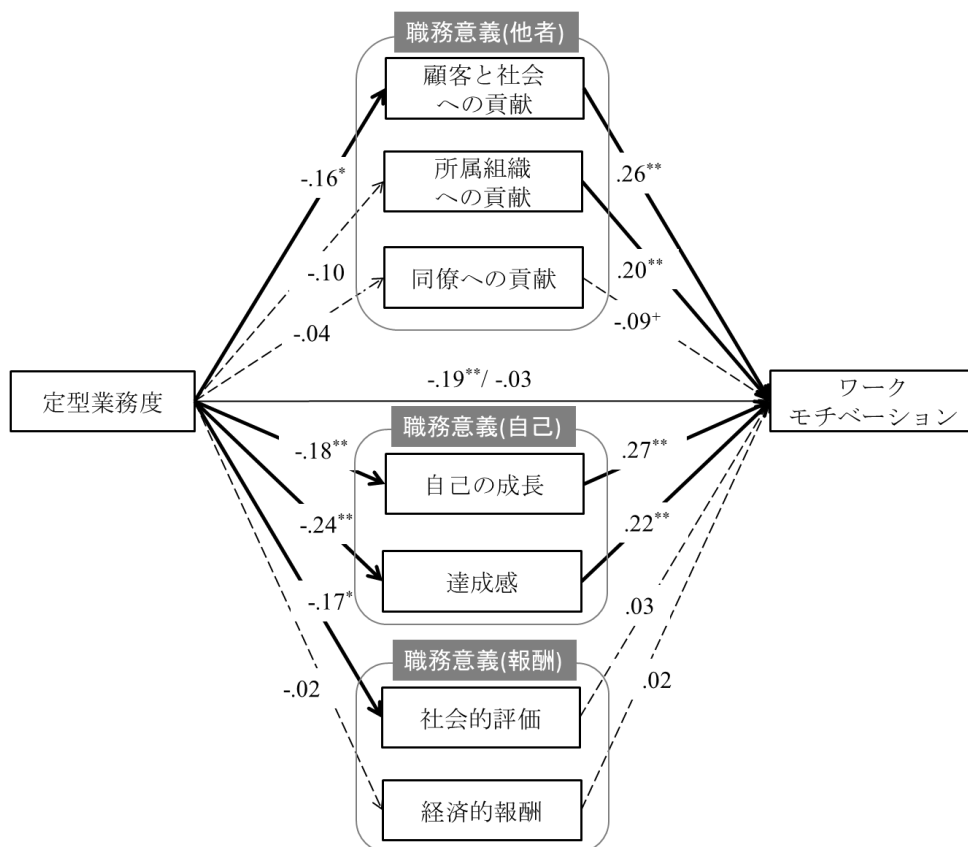 職務意義(他者)
顧客と社会
への貢献
-.16*
所属組織
への貢献
.26**
-.10
.20**
同僚への貢献
-.04
-.09+
-.19**/ -.03
定型業務度
ワーク
モチベーション
職務意義(自己)
-.18**
.27**
自己の成長
-.24**
.22**
達成感
-.17*
.03
職務意義(報酬)
-.02
.02
社会的評価
経済的報酬